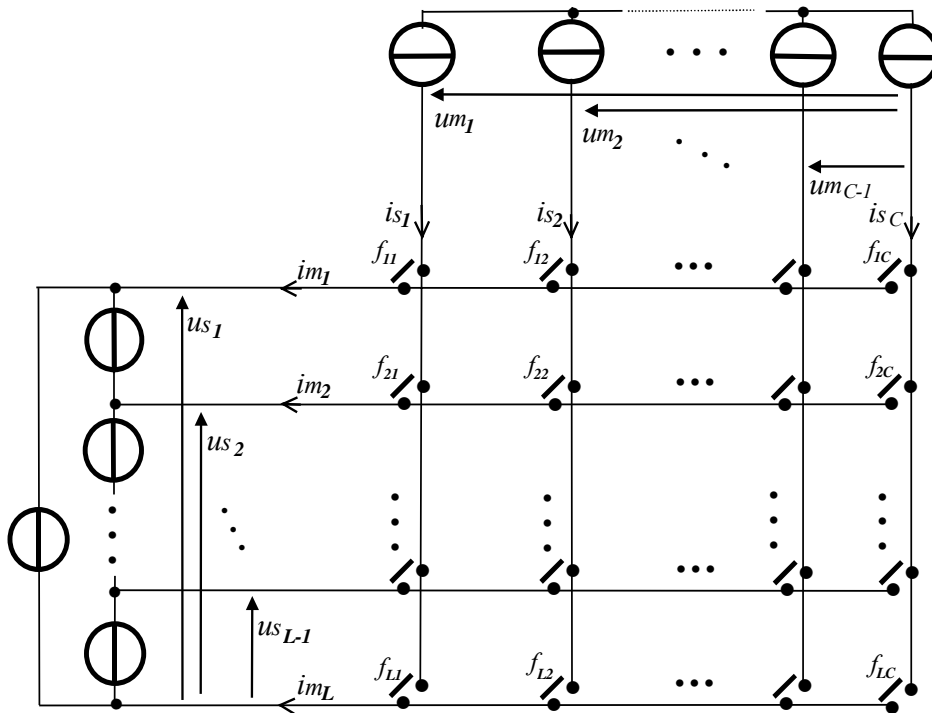 um1
um2
umC-1
is1 is2 isC
f11 f12 f1C
im1
us1
f21 f22 f2C
im2
us2
usL-1
fL1 fL2 fLC
imL